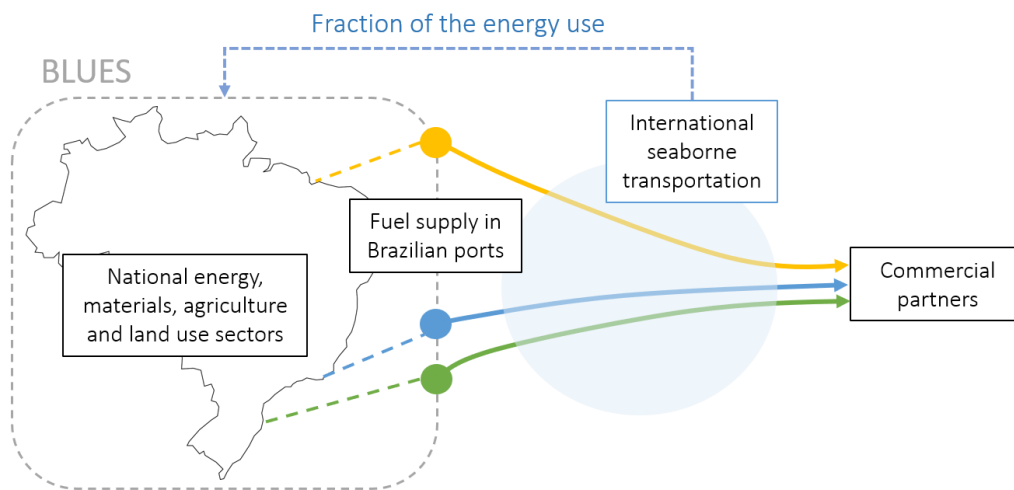 Fraction of the energy use
BLUES
International
seaborne
transportation
Fuel supply in
Brazilian ports
National energy,
materials, agriculture
and land use sectors
Commercial
partners